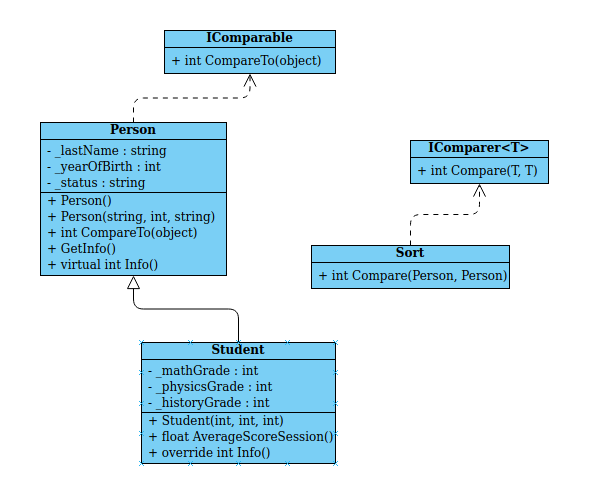 IComparable
+ int CompareTo(object)
Person
- _lastName : string
- _yearOfBirth : int
- _status : string
+ Person()
+ Person(string, int, string)
+ int CompareTo(object)
+ GetInfo()
+ virtual int Info()
IComparer<T>
+ int Compare(T, T)
Sort
+ int Compare(Person, Person)
Student
- _mathGrade : int
- _physicsGrade : int
- _historyGrade : int
+ Student(int, int, int)
+ float AverageScoreSession()
+ override int Info()